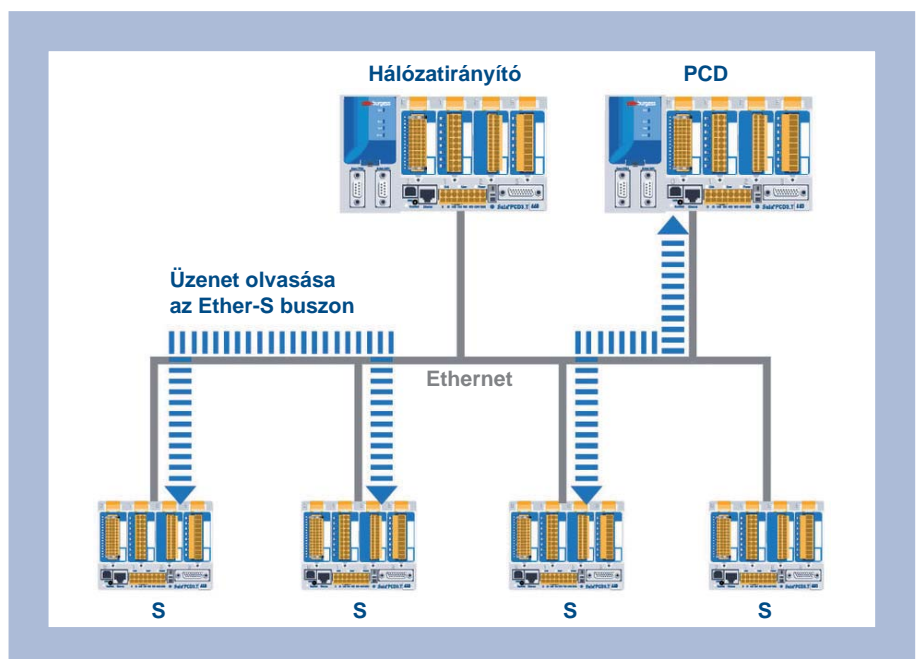 Hálózatirányító
PCD
Üzenet olvasása
az Ether-S buszon
Ethernet
S
S
S
S